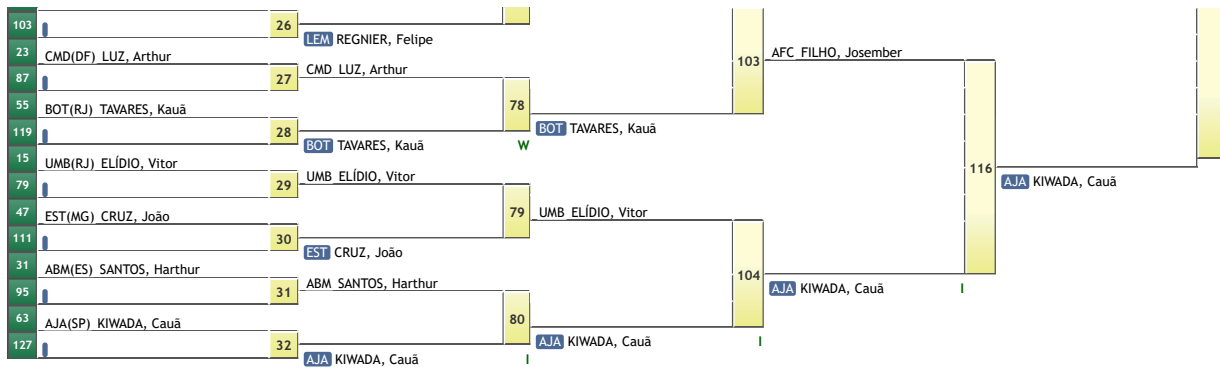 103
26
LEM REGNIER, Felipe
23
CMD(DF) LUZ, Arthur
87
27
CMD LUZ, Arthur
55
BOT(RJ) TAVARES, Kauã
119
28
BOT TAVARES, Kauã
78
W
BOT TAVARES, Kauã
103
AFC FILHO, Josember
15
UMB(RJ) ELÍDIO, Vitor
79
29
UMB ELÍDIO, Vitor
47
EST(MG) CRUZ, João
111
30
EST CRUZ, João
79
UMB ELÍDIO, Vitor
31
ABM(ES) SANTOS, Harthur
95
31
ABM SANTOS, Harthur
63
AJA(SP) KIWADA, Cauã
127
32
AJA KIWADA, Cauã
80
I
AJA KIWADA, Cauã
104
I
AJA KIWADA, Cauã
116
I
AJA KIWADA, Cauã